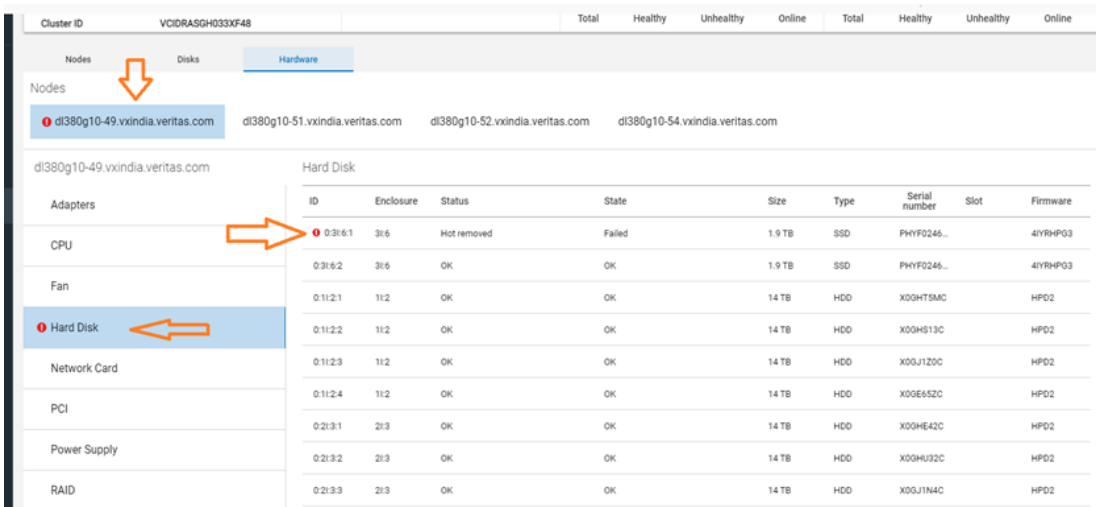 Cluster ID VCIDRASGH033XF48 Total Healthy Unhealthy Online Total Healthy Unhealthy Online
Nodes Disks Hardware
Nodes
dl380g10-49.vxindia.veritas.com dl380g10-51.vxindia.veritas.com dl380g10-52.vxindia.veritas.com dl380g10-54.vxindia.veritas.com
dl380g10-49.vxindia.veritas.com
Adapters
CPU
Fan
Hard Disk
Network Card
PCI
Power Supply
RAID
Hard Disk
ID Enclosure Status State Size Type Serial number Slot Firmware
0:3I:6:1 3I:6 Hot removed Failed 1.9 TB SSD PHYF0246... 4IYRHPG3
0:3I:6:2 3I:6 OK OK 1.9 TB SSD PHYF0246... 4IYRHPG3
0:1I:2:1 1I:2 OK OK 14 TB HDD X0GHT5MC HPD2
0:1I:2:2 1I:2 OK OK 14 TB HDD X0GHS13C HPD2
0:1I:2:3 1I:2 OK OK 14 TB HDD X0GJ1Z0C HPD2
0:1I:2:4 1I:2 OK OK 14 TB HDD X0GE65ZC HPD2
0:2I:3:1 2I:3 OK OK 14 TB HDD X0GHE42C HPD2
0:2I:3:2 2I:3 OK OK 14 TB HDD X0GHU32C HPD2
0:2I:3:3 2I:3 OK OK 14 TB HDD X0GJ1N4C HPD2